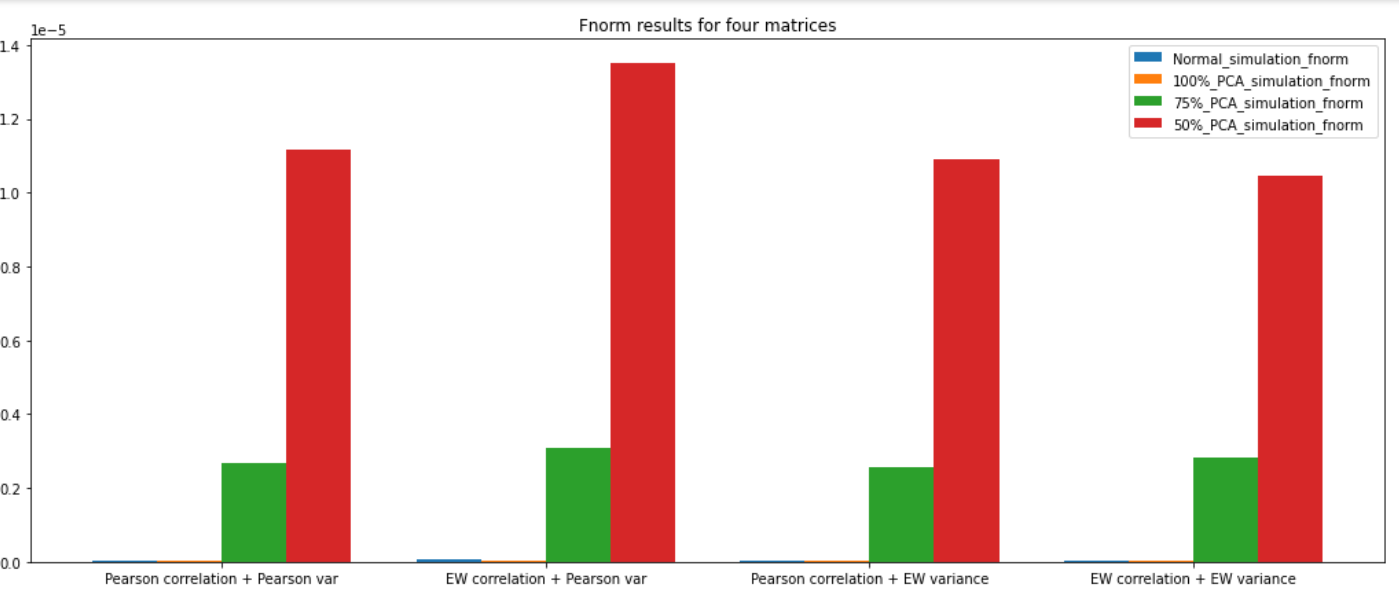 Fnorm results for four matrices
1e−5
1.4
1.2
1.0
0.8
0.6
0.4
0.2
0.0
Normal_simulation_fnorm
100%_PCA_simulation_fnorm
75%_PCA_simulation_fnorm
50%_PCA_simulation_fnorm
Pearson correlation + Pearson var
EW correlation + Pearson var
Pearson correlation + EW variance
EW correlation + EW variance